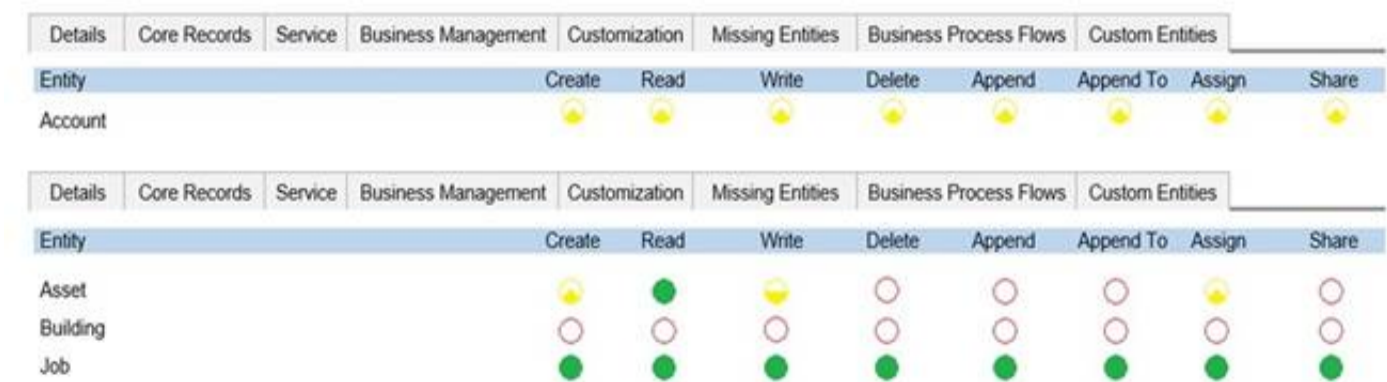 Details Core Records Service Business Management Customization Missing Entities Business Process Flows Custom Entities
Entity Create Read Write Delete Append Append To Assign Share
Account
Details Core Records Service Business Management Customization Missing Entities Business Process Flows Custom Entities
Entity Create Read Write Delete Append Append To Assign Share
Asset
Building
Job